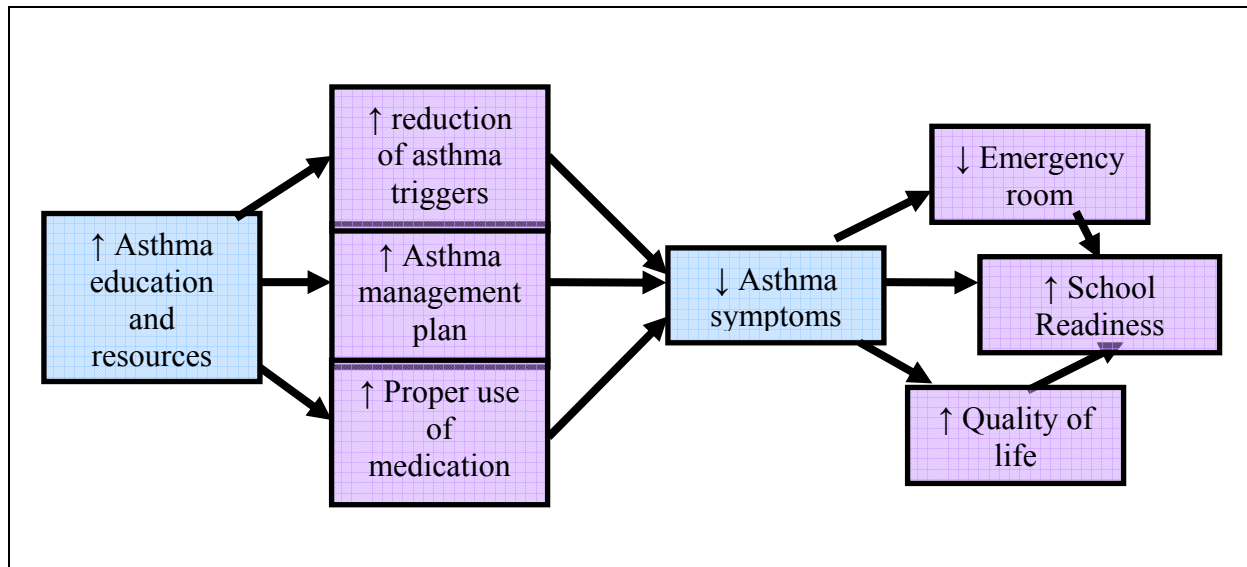 ↑ Asthma
education
and
resources
↑ reduction
of asthma
triggers
↑ Asthma
management
plan
↑ Proper use
of
medication
↓ Asthma
symptoms
↓ Emergency
room
↑ School
Readiness
↑ Quality of
life